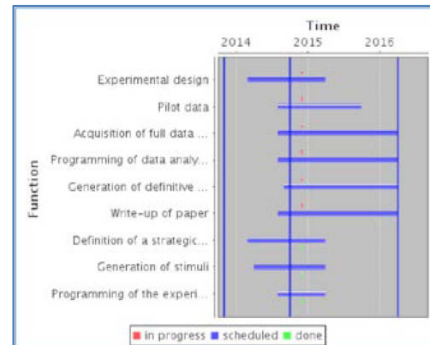 Time
2014 2015 2016
Function
Experimental design
Pilot data
Acquisition of full data ...
Programming of data analy...
Generation of definitive ...
Write-up of paper
Definition of a strategic...
Generation of stimuli
Programming of the experi...
in progress scheduled done